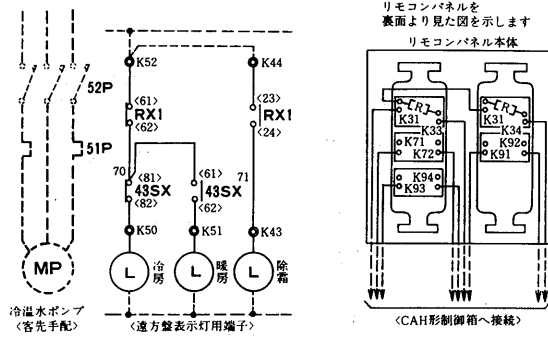 リモコンパネルを
裏面より見た図を示します
リモコンパネル本体
52P
51P
MP
冷温水ポンプ
<客先手配>
K52
K44
<61>
RX1
<62>
<23>
RX1
<24>
70
<81>
43SX
<82>
<61>
43SX
<62>
71
K50
K51
K43
L
冷房
L
暖房
L
除霜
<遠方盤表示灯用端子>
R
K31
K33
K71
K72
K94
K93
R
K31
K34
K92
K91
<CAH形制御箱へ接続>